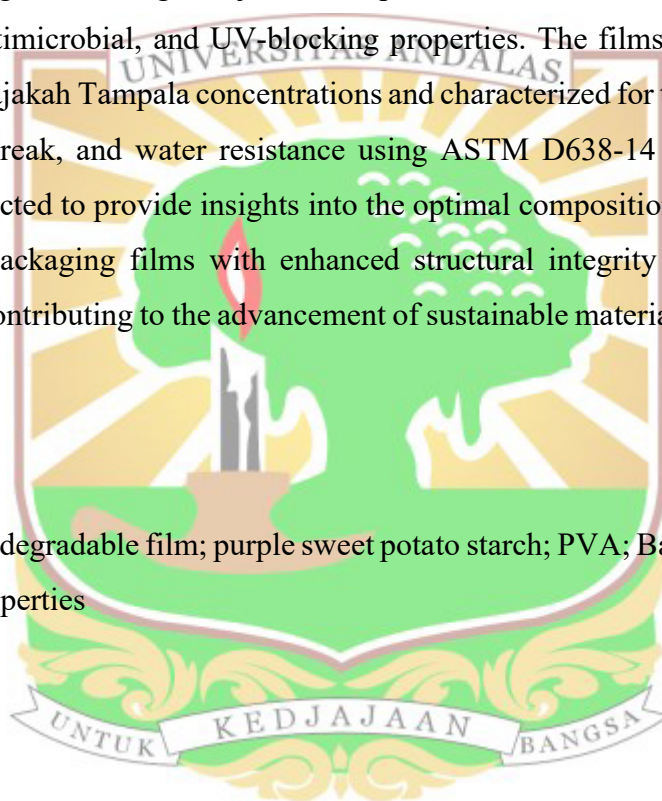 timicrobial, and UV-blocking properties. The films
UNIVERSITAS ANDALAS
jakah Tampala concentrations and characterized for
reak, and water resistance using ASTM D638-14
cted to provide insights into the optimal compositio
ackaging films with enhanced structural integrity
ontributing to the advancement of sustainable materia
degradable film; purple sweet potato starch; PVA; Ba
perties
UNTUK KEDJAJAAN BANGSA